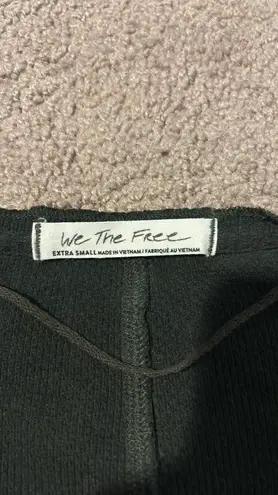 We The Free
EXTRA SMALL MADE IN VIETNAM / FABRIQUÉ AU VIETNAM